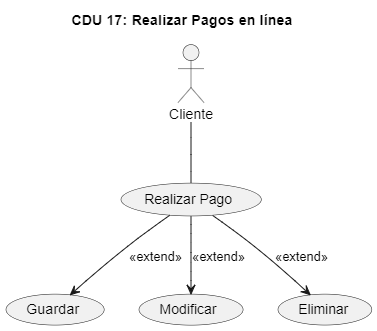 CDU 17: Realizar Pagos en línea
Cliente
Realizar Pago
«extend» «extend» «extend»
Guardar Modificar Eliminar